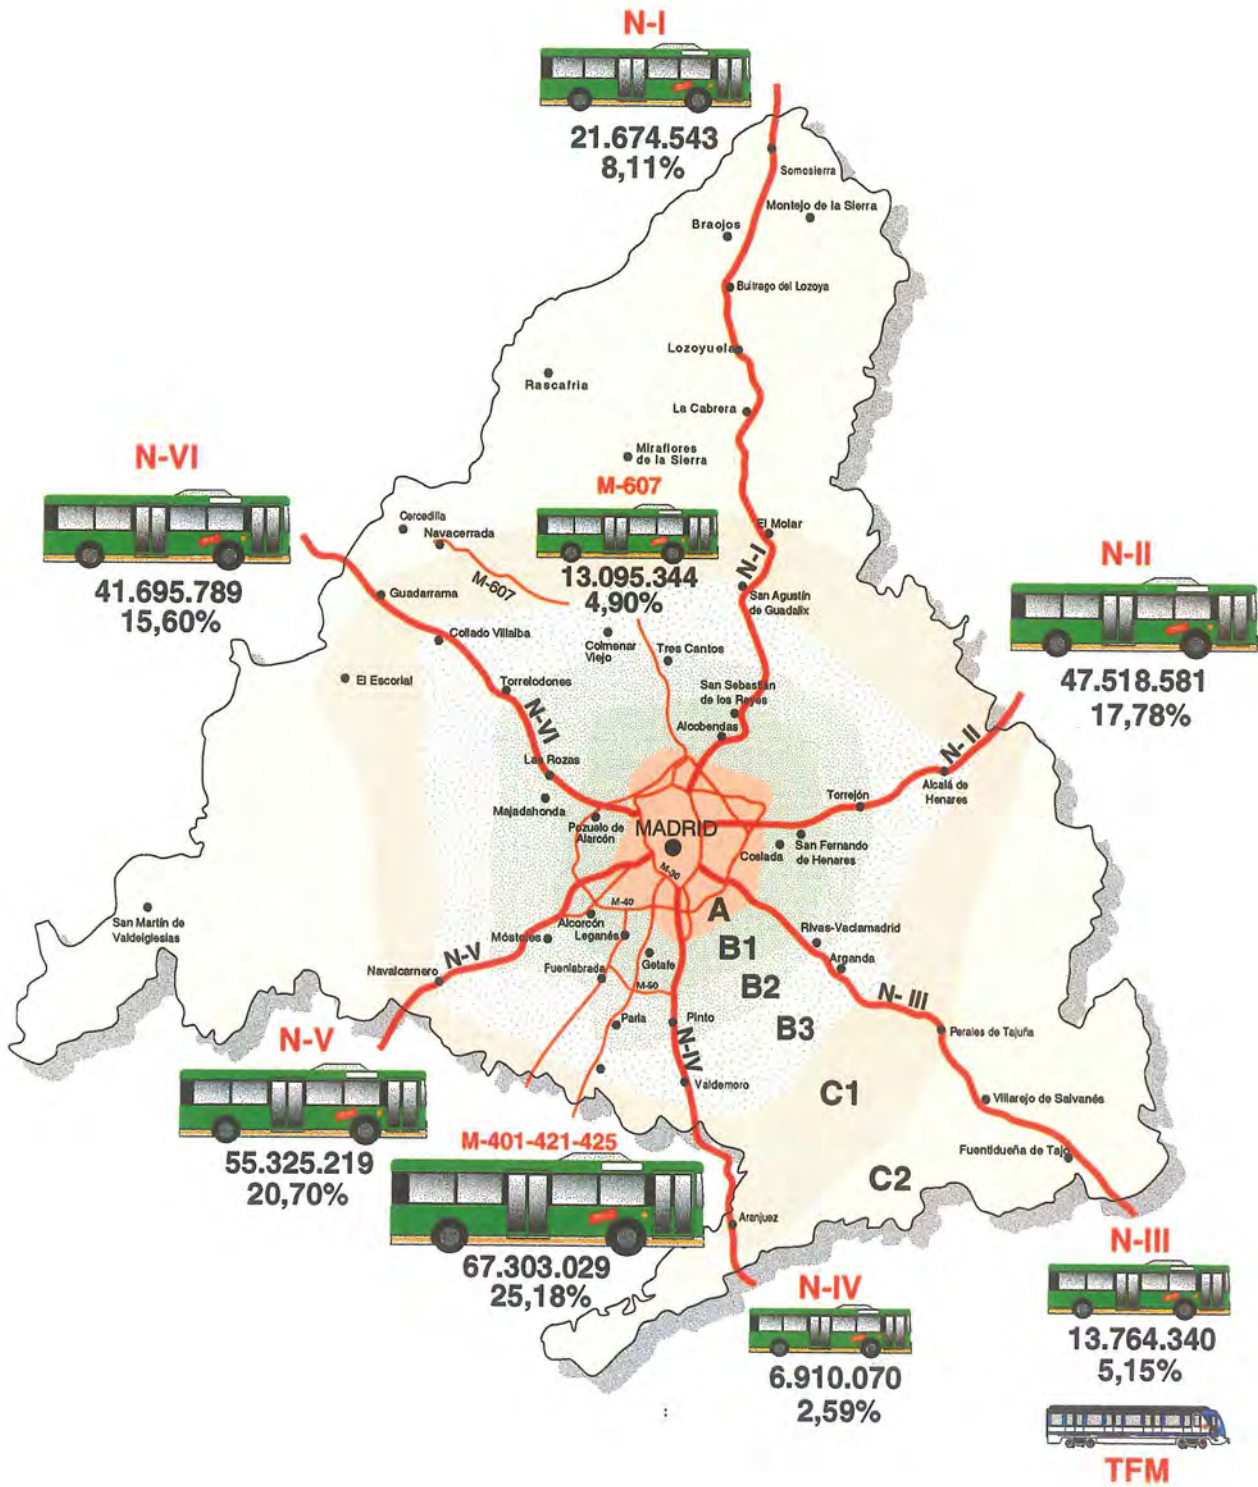 N-I
21.674.543
8,11%
Somosierra
Montejo de la Sierra
Braojos
Buitrago del Lozoya
Lozoyuela
Rascafria
La Cabrera
Miraflores
de la Sierra
N-VI
41.695.789
15,60%
M-607
13.095.344
4,90%
Cercedilla
Navacerrada
M-607
El Molar
N-I
San Agustín
de Guadalix
N-II
47.518.581
17,78%
Guadarrama
Collado Villalba
Colmenar
Viejo
Tres Cantos
El Escorial
Torrelodones
San Sebastian
de los Reyes
N-VI
Alcobendas
N-II
Las Rozas
Alcalá de
Henares
Torrejón
Majadahonda
Pozuelo de
Alarcón
MADRID
Coslada
San Fernando
de Henares
M-30
M-40
A
San Martín de
Valdeiglesias
Alcorcón
Leganés
Móstoles
B1
Rivas-Vaciamadrid
N-V
Getafe
Arganda
Navalcarnero
Fuenlabrada
M-50
B2
N- III
Parla
Pinto
B3
Perales de Tajuña
N-IV
Valdemoro
C1
Villarejo de Salvanés
N-V
55.325.219
20,70%
M-401-421-425
67.303.029
25,18%
Fuentidueña de Tajo
C2
Aranjuez
N-IV
6.910.070
2,59%
N-III
13.764.340
5,15%
TFM